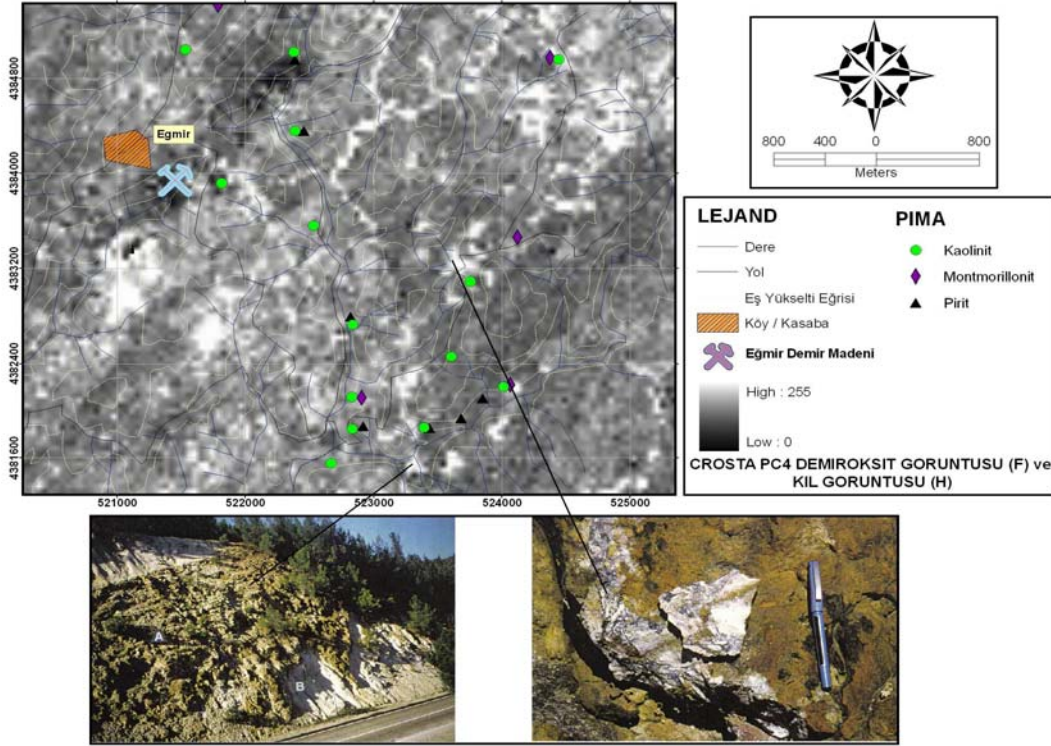 Egmir
4384800
4384000
4383200
4382400
4381600
521000
522000
523000
524000
525000
800
400
0
800
Meters
LEJAND
Dere
Yol
Eş Yükselti Eğrisi
Köy / Kasaba
Eğmir Demir Madeni
High : 255
Low : 0
PIMA
Kaolinit
Montmorillonit
Pirit
CROSTA PC4 DEMIROKSIT GORUNTUSU (F) ve
KIL GORUNTUSU (H)
A
B